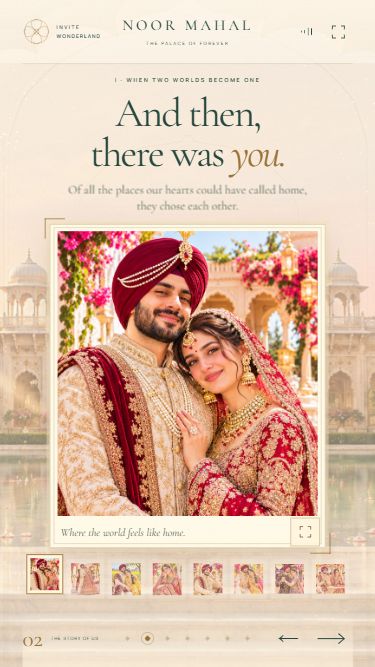 INVITE
WONDERLAND
NOOR MAHAL
THE PALACE OF FOREVER
I · WHEN TWO WORLDS BECOME ONE
And then,
there was you.
Of all the places our hearts could have called home,
they chose each other.
Where the world feels like home.
02 THE STORY OF US